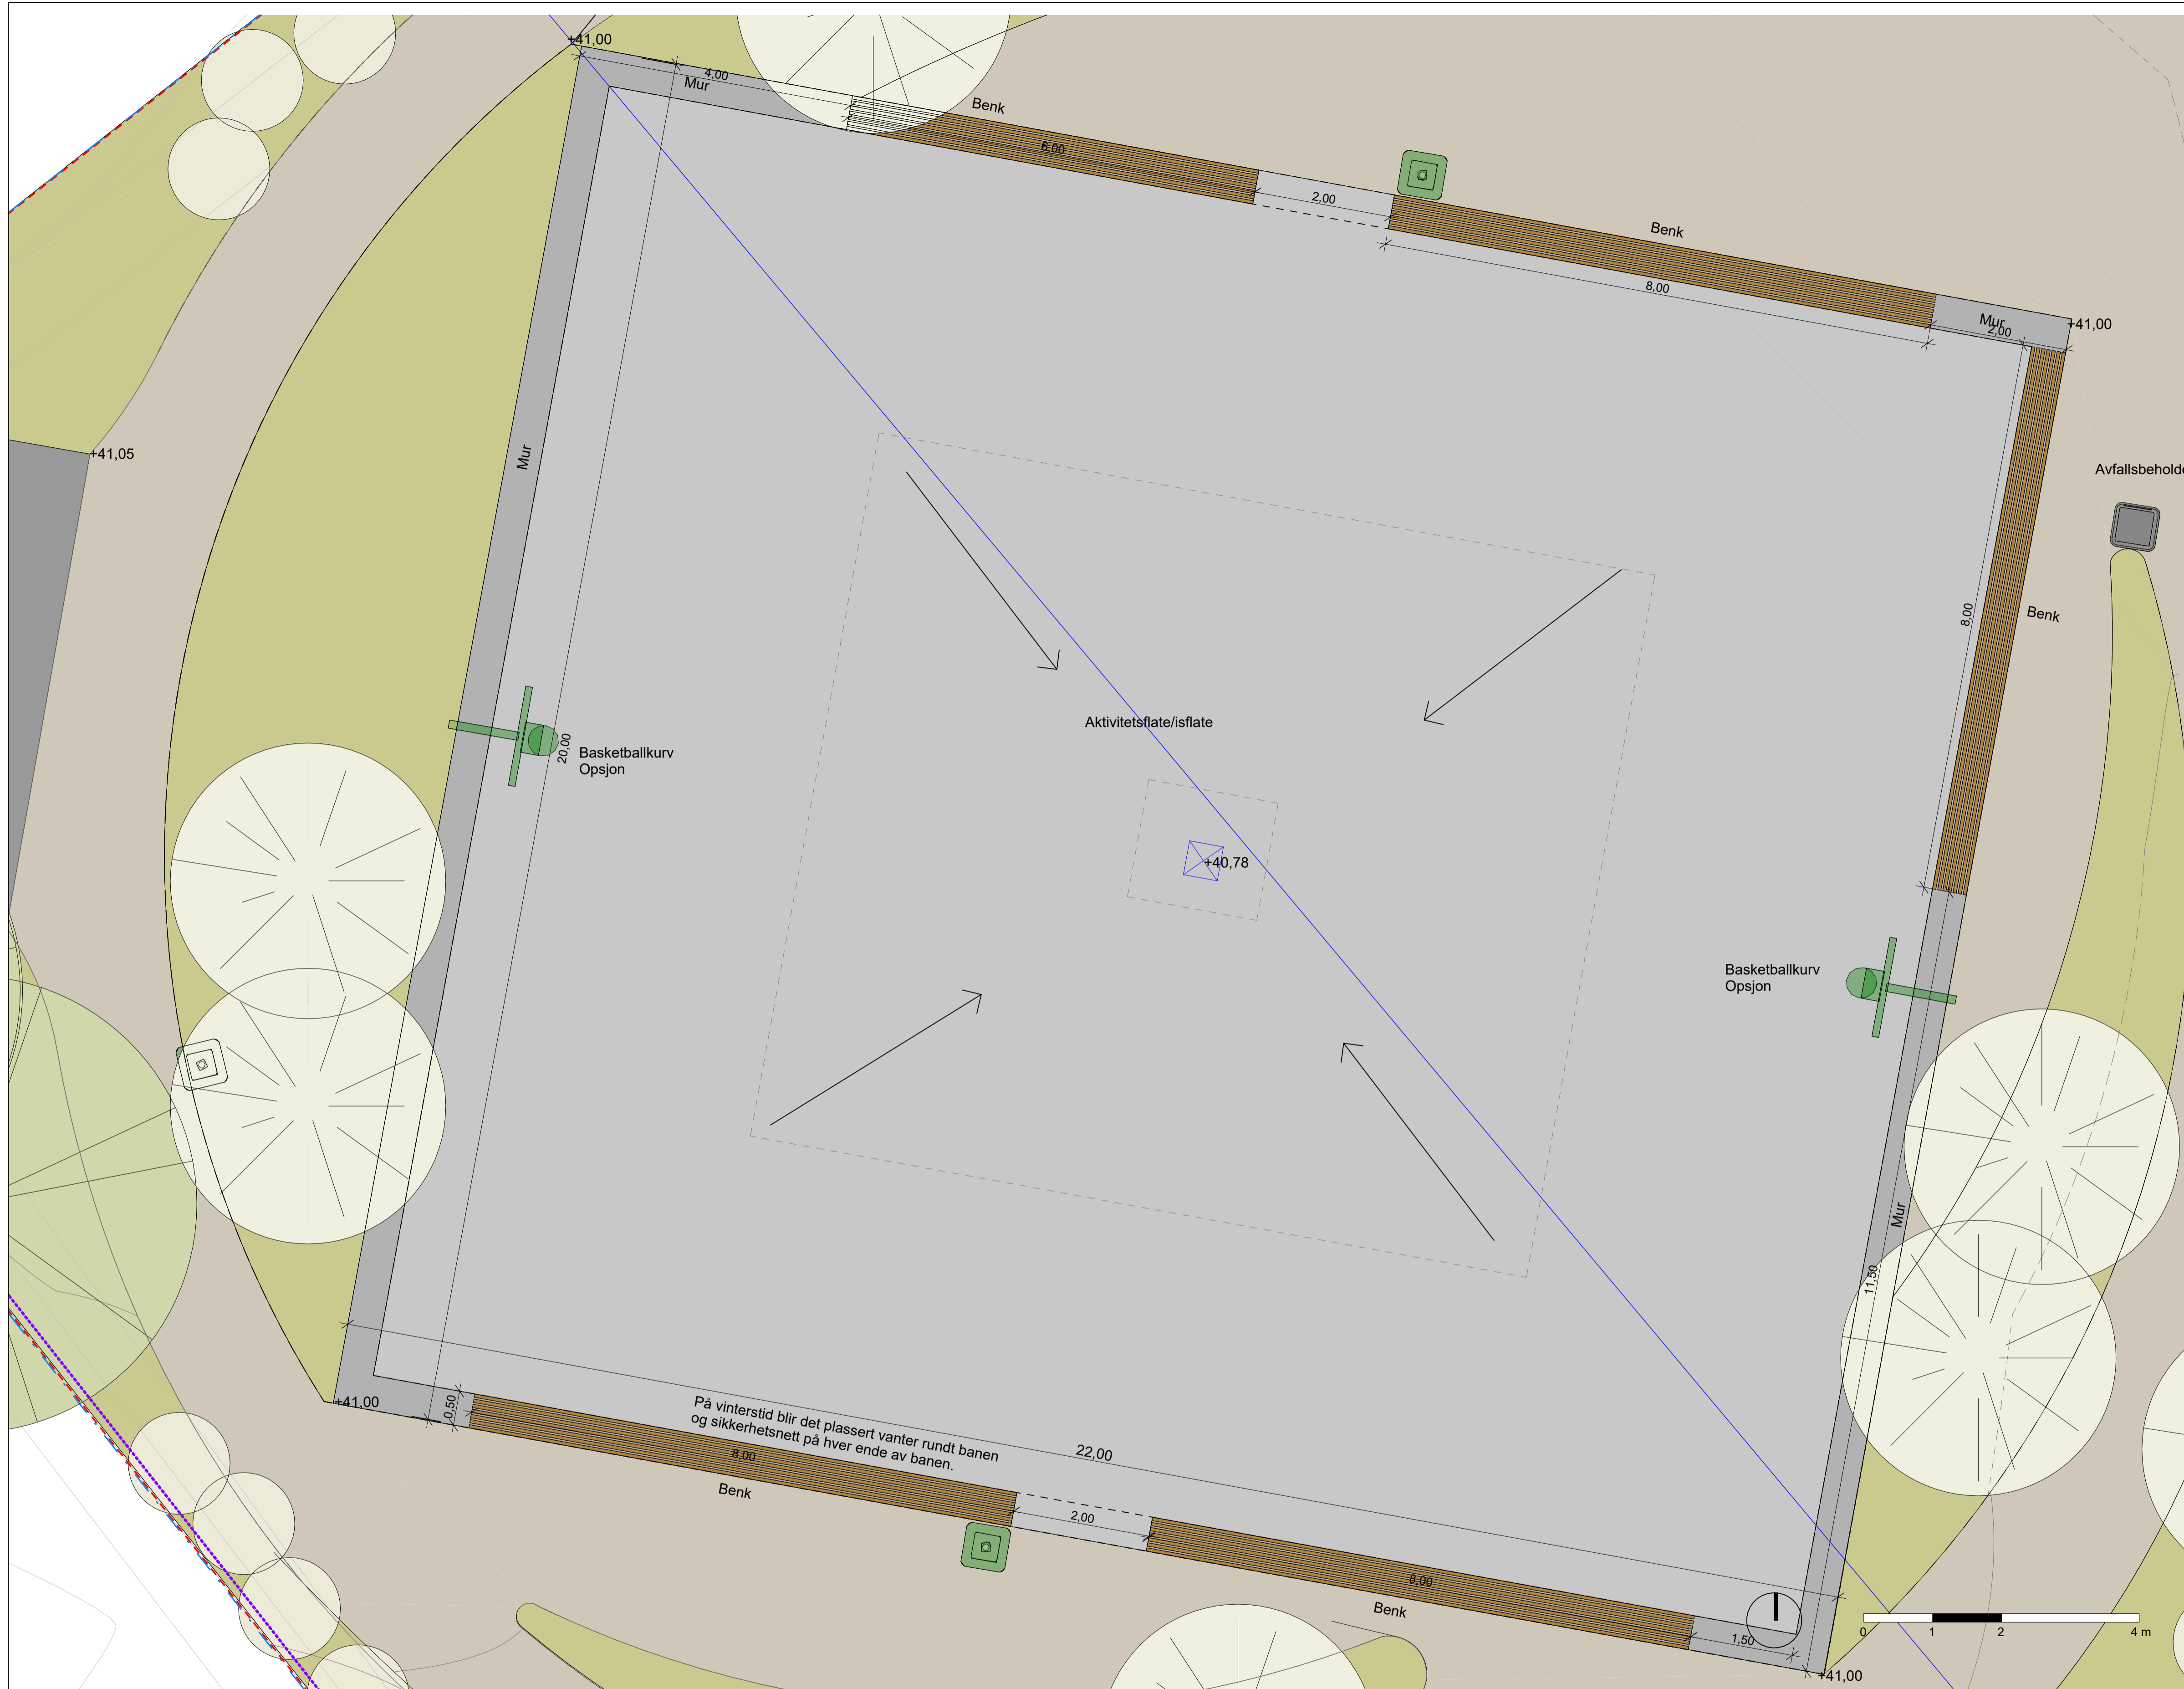 +41,00
4,00
Mur
Benk
6,00
2,00
Benk
8,00
Mur
2,00
+41,00
Mur
+41,05
Avfallsbeholde
8,00
Benk
Aktivitetsflate/isflate
20,00
Basketballkurv
Opsjon
+40,78
Basketballkurv
Opsjon
Mur
11,50
+41,00
0,50
På vinterstid blir det plassert vanter rundt banen
og sikkerhetsnett på hver ende av banen.
22,00
8,00
Benk
2,00
8,00
Benk
1,50
+41,00
0
1
2
4 m